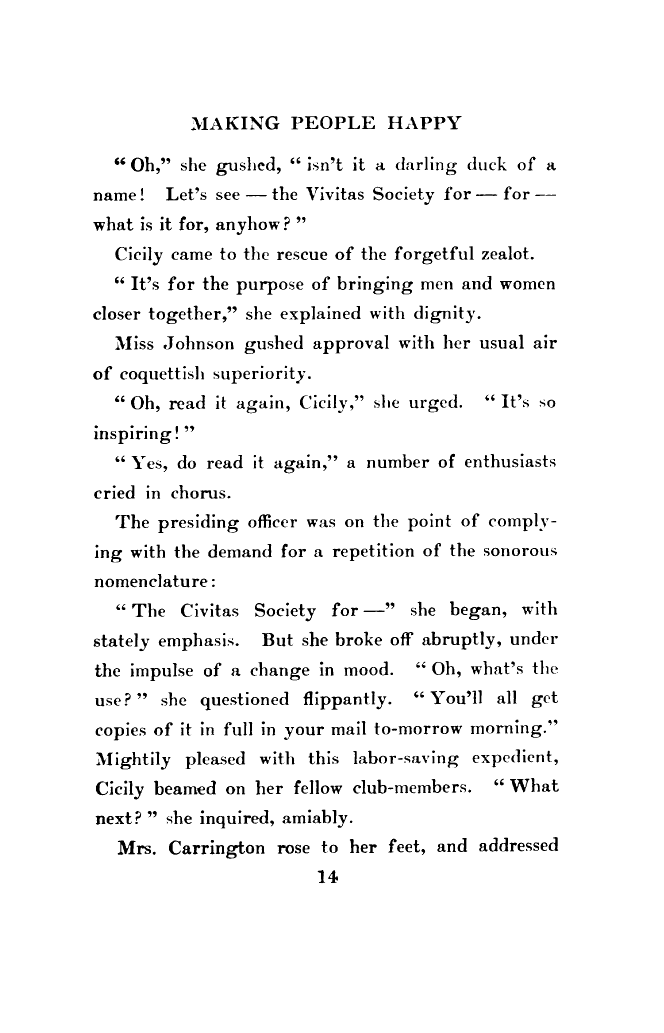 MAKING PEOPLE HAPPY
“Oh,” she gushed, “isn’t it a darling duck of a
name! Let’s see — the Vivitas Society for — for —
what is it for, anyhow?”
Cicily came to the rescue of the forgetful zealot.
“It’s for the purpose of bringing men and women
closer together,” she explained with dignity.
Miss Johnson gushed approval with her usual air
of coquettish superiority.
“Oh, read it again, Cicily,” she urged. “It’s so
inspiring!”
“Yes, do read it again,” a number of enthusiasts
cried in chorus.
The presiding officer was on the point of comply-
ing with the demand for a repetition of the sonorous
nomenclature:
“The Civitas Society for —” she began, with
stately emphasis. But she broke off abruptly, under
the impulse of a change in mood. “Oh, what’s the
use?” she questioned flippantly. “You’ll all get
copies of it in full in your mail to-morrow morning.”
Mightily pleased with this labor-saving expedient,
Cicily beamed on her fellow club-members. “What
next?” she inquired, amiably.
Mrs. Carrington rose to her feet, and addressed
14